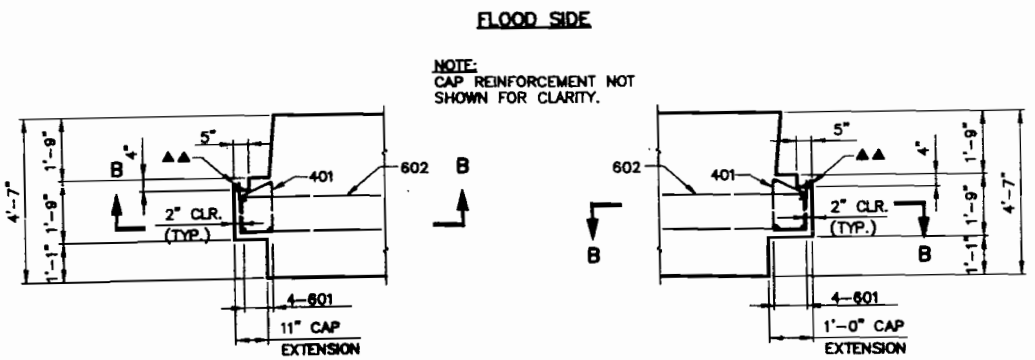 FLOOD SIDE
NOTE:
CAP REINFORCEMENT NOT
SHOWN FOR CLARITY.
4'-7"
1'-9"
1'-9"
1'-1"
4"
5"
B
B
401
602
2" CLR.
(TYP.)
4-601
11" CAP
EXTENSION
602
401
5"
4"
1'-9"
1'-9"
1'-1"
4'-7"
2" CLR.
(TYP.)
B
B
4-601
1'-0" CAP
EXTENSION